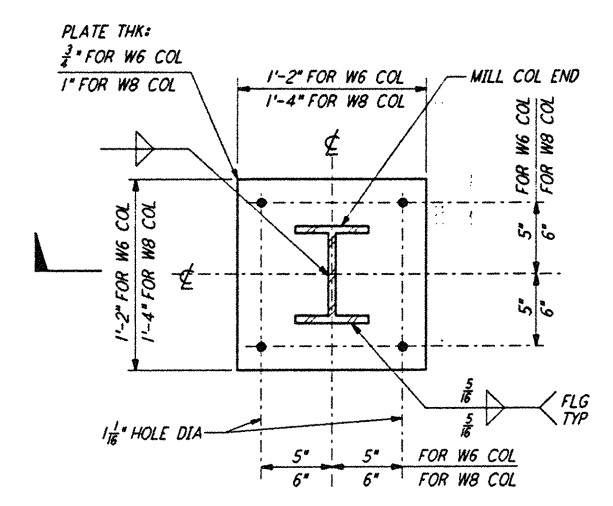 PLATE THK:
3/4" FOR W6 COL
1" FOR W8 COL
1'-2" FOR W6 COL
1'-4" FOR W8 COL
MILL COL END
FOR W6 COL
FOR W8 COL
℄
5"
6"
1'-2" FOR W6 COL
1'-4" FOR W8 COL
℄
5"
6"
5/16
5/16
FLG
TYP
1 1/16" HOLE DIA
5" 5" FOR W6 COL
6" 6" FOR W8 COL